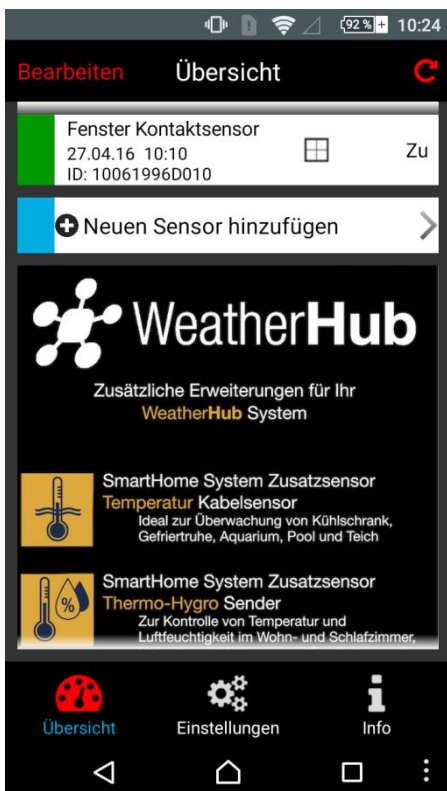 92 % 10:24
Bearbeiten Übersicht
Fenster Kontaktsensor
27.04.16 10:10
Zu
ID: 10061996D010
Neuen Sensor hinzufügen
WeatherHub
Zusätzliche Erweiterungen für Ihr
WeatherHub System
SmartHome System Zusatzsensor
Temperatur Kabelsensor
Ideal zur Überwachung von Kühlschrank,
Gefriertruhe, Aquarium, Pool und Teich
SmartHome System Zusatzsensor
%
Thermo-Hygro Sender
Zur Kontrolle von Temperatur und
Luftfeuchtigkeit im Wohn- und Schlafzimmer,
Übersicht Einstellungen Info